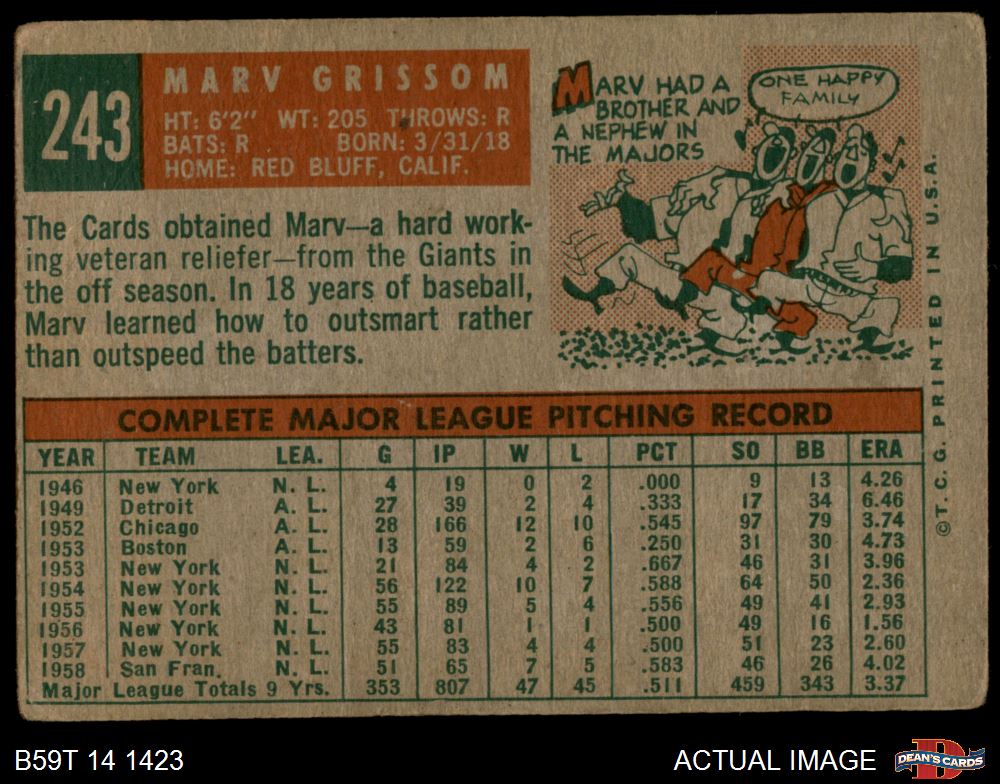 243
MARV GRISSOM
HT: 6'2" WT: 205 THROWS: R
BATS: R BORN: 3/31/18
HOME: RED BLUFF, CALIF.
MARV HAD A
BROTHER AND
A NEPHEW IN
THE MAJORS
ONE HAPPY
FAMILY
The Cards obtained Marv—a hard work-
ing veteran reliefer—from the Giants in
the off season. In 18 years of baseball,
Marv learned how to outsmart rather
than outspeed the batters.
COMPLETE MAJOR LEAGUE PITCHING RECORD
YEAR TEAM LEA. G IP W L PCT SO BB ERA
1946 New York N. L. 4 19 0 2 .000 9 13 4.26
1949 Detroit A. L. 27 39 2 4 .333 17 34 6.46
1952 Chicago A. L. 28 166 12 10 .545 97 79 3.74
1953 Boston A. L. 13 59 2 6 .250 31 30 4.73
1953 New York N. L. 21 84 4 2 .667 46 31 3.96
1954 New York N. L. 56 122 10 7 .588 64 50 2.36
1955 New York N. L. 55 89 5 4 .556 49 41 2.93
1956 New York N. L. 43 81 1 1 .500 49 16 1.56
1957 New York N. L. 55 83 4 4 .500 51 23 2.60
1958 San Fran. N. L. 51 65 7 5 .583 46 26 4.02
Major League Totals 9 Yrs. 353 807 47 45 .511 459 343 3.37
©T. C. G. PRINTED IN U.S.A.
B59T 14 1423
ACTUAL IMAGE
DEAN'S CARDS